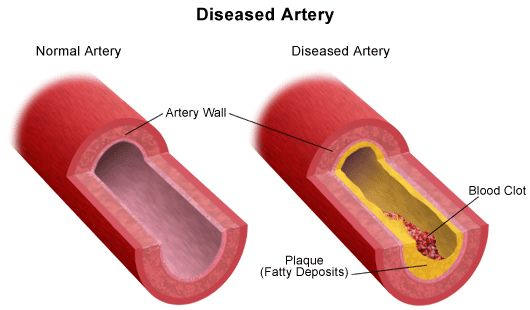 Diseased Artery
Normal Artery
Diseased Artery
Artery Wall
Blood Clot
Plaque
(Fatty Deposits)